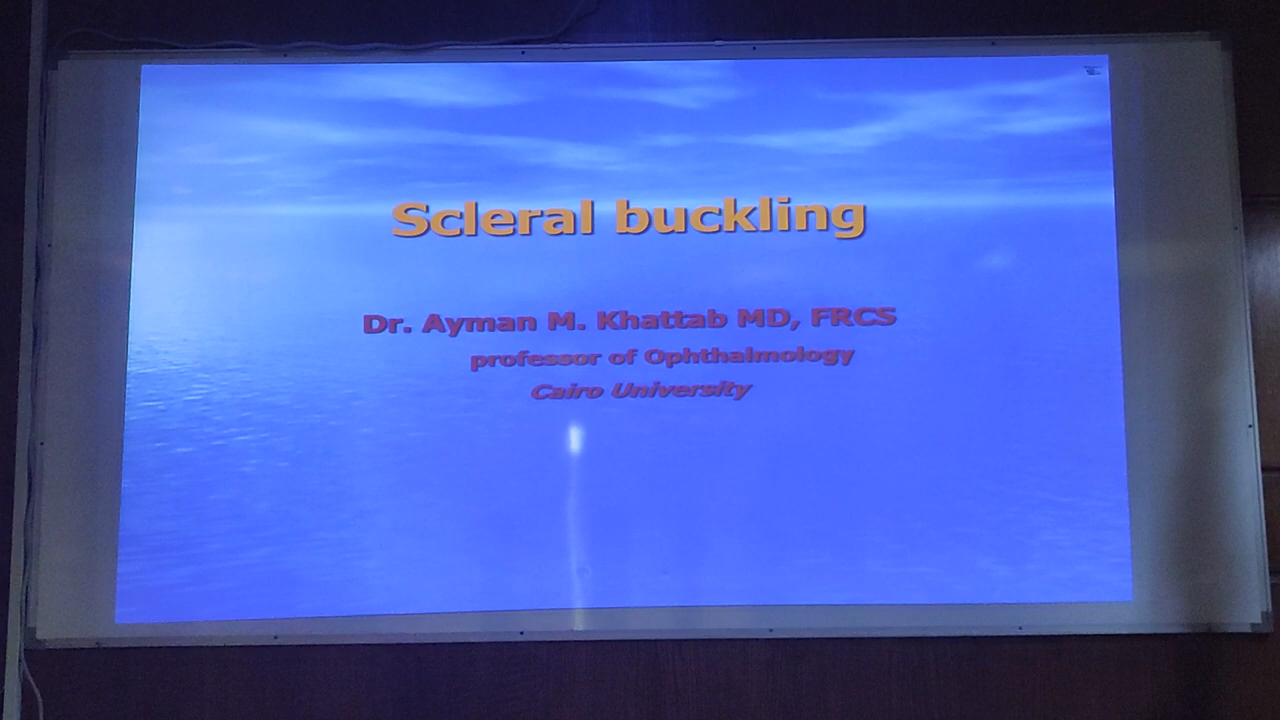 Scleral buckling
Dr. Ayman M. Khattab MD, FRCS
professor of Ophthalmology
Cairo University